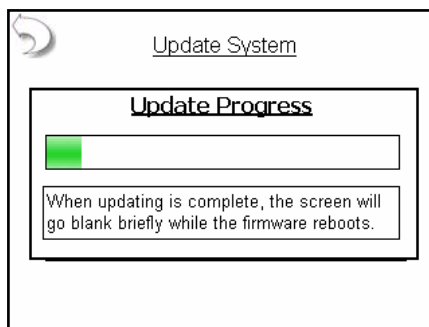 Update System
Update Progress
When updating is complete, the screen will
go blank briefly while the firmware reboots.